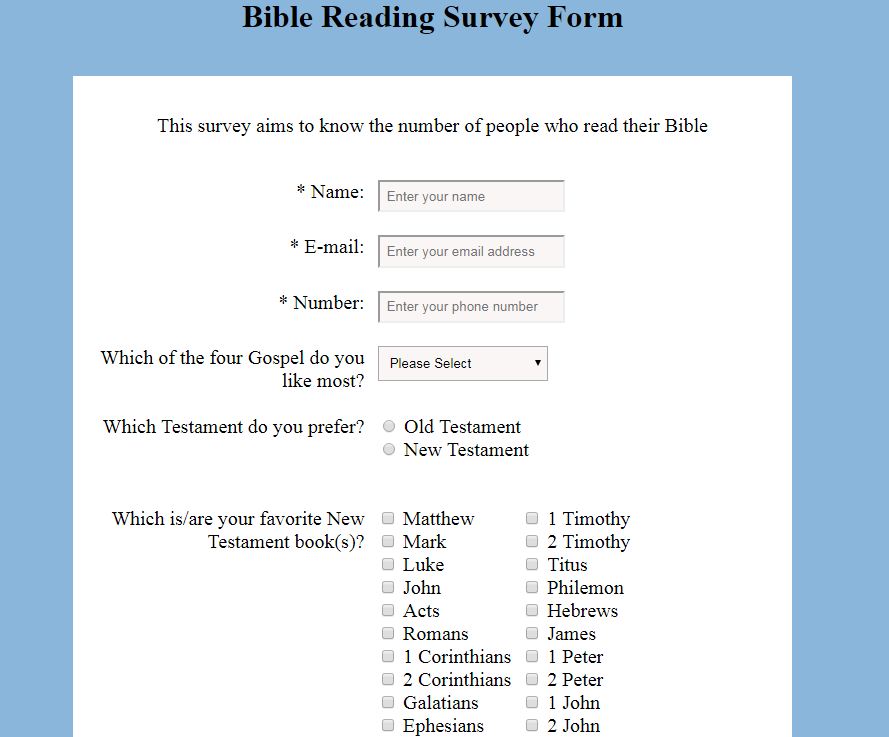 Bible Reading Survey Form
This survey aims to know the number of people who read their Bible
* Name: Enter your name
* E-mail: Enter your email address
* Number: Enter your phone number
Which of the four Gospel do you
like most?
Please Select
Which Testament do you prefer?
Old Testament
New Testament
Which is/are your favorite New
Testament book(s)?
Matthew
Mark
Luke
John
Acts
Romans
1 Corinthians
2 Corinthians
Galatians
Ephesians
1 Timothy
2 Timothy
Titus
Philemon
Hebrews
James
1 Peter
2 Peter
1 John
2 John